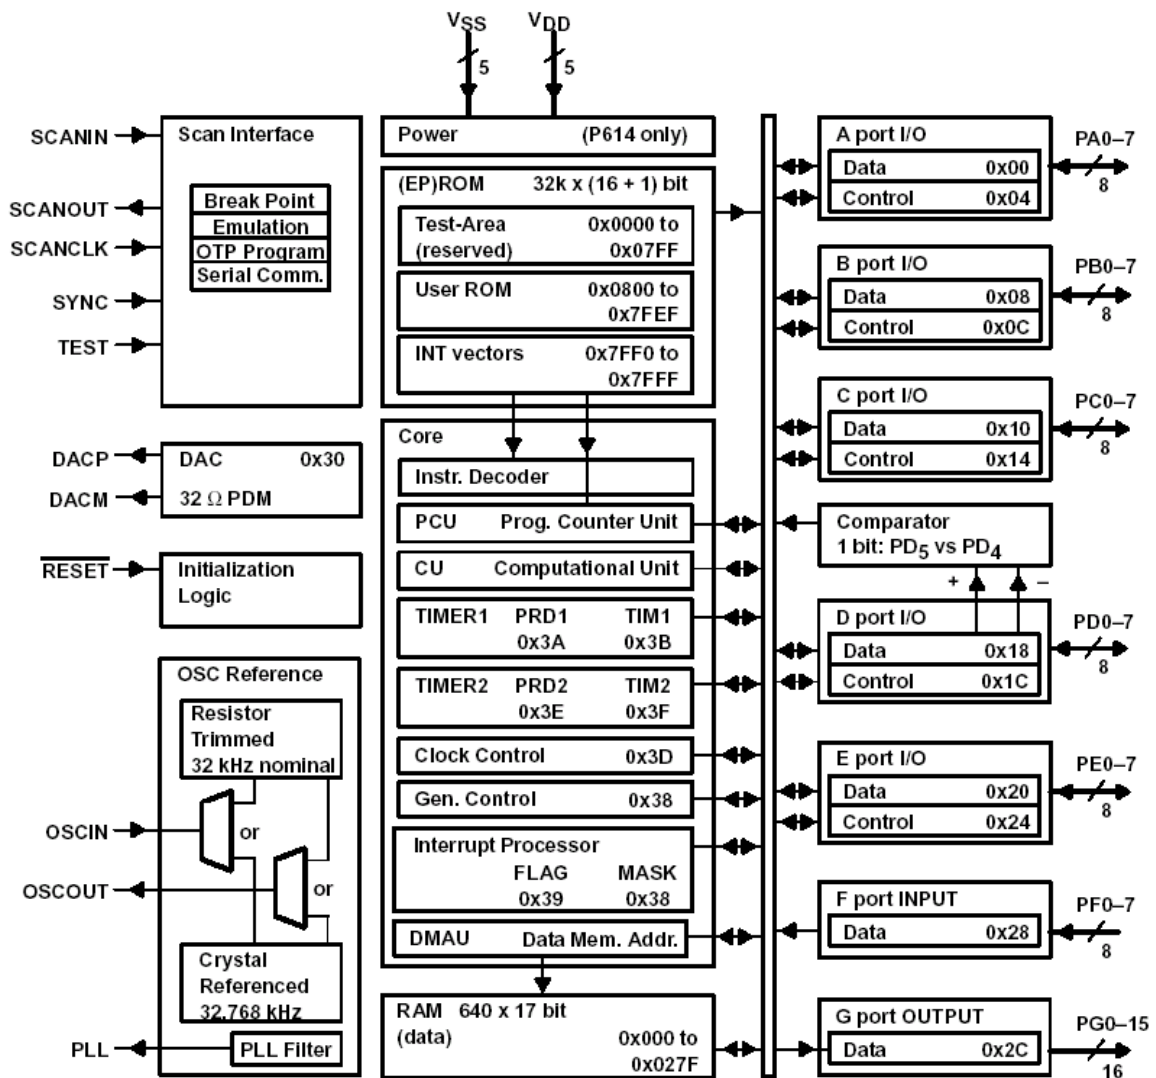 VSS VDD
5 5
SCANIN
SCANOUT
SCANCLK
SYNC
TEST
Scan Interface
Break Point
Emulation
OTP Program
Serial Comm.
DACP
DACM
DAC 0x30
32 Ω PDM
RESET
Initialization
Logic
OSC Reference
Resistor
Trimmed
32 kHz nominal
OSCIN
or
OSCOUT
or
Crystal
Referenced
32.768 kHz
PLL
PLL Filter
Power (P614 only)
(EP)ROM 32k x (16 + 1) bit
Test-Area 0x0000 to
(reserved) 0x07FF
User ROM 0x0800 to
0x7FEF
INT vectors 0x7FF0 to
0x7FFF
Core
Instr. Decoder
PCU Prog. Counter Unit
CU Computational Unit
TIMER1 PRD1 TIM1
0x3A 0x3B
TIMER2 PRD2 TIM2
0x3E 0x3F
Clock Control 0x3D
Gen. Control 0x38
Interrupt Processor
FLAG MASK
0x39 0x38
DMAU Data Mem. Addr.
RAM 640 x 17 bit
(data) 0x000 to
0x027F
A port I/O
Data 0x00
Control 0x04
PA0–7
8
B port I/O
Data 0x08
Control 0x0C
PB0–7
8
C port I/O
Data 0x10
Control 0x14
PC0–7
8
Comparator
1 bit: PD5 vs PD4
+ –
D port I/O
Data 0x18
Control 0x1C
PD0–7
8
E port I/O
Data 0x20
Control 0x24
PE0–7
8
F port INPUT
Data 0x28
PF0–7
8
G port OUTPUT
Data 0x2C
PG0–15
16